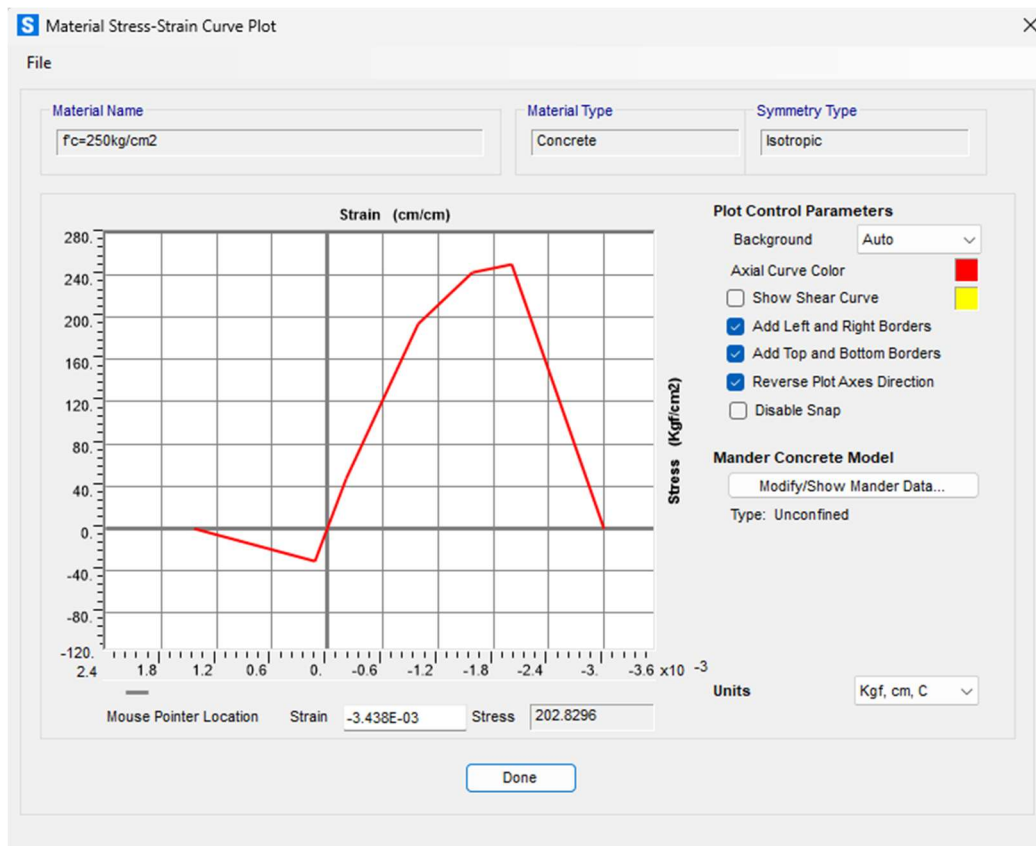 S Material Stress-Strain Curve Plot
File
Material Name
f'c=250kg/cm2
Material Type
Concrete
Symmetry Type
Isotropic
Strain (cm/cm)
280.
240.
200.
160.
120.
80.
40.
0.
-40.
-80.
-120.
2.4 1.8 1.2 0.6 0. -0.6 -1.2 -1.8 -2.4 -3. -3.6 x10 -3
Stress (Kgf/cm2)
Mouse Pointer Location Strain -3.438E-03 Stress 202.8296
Plot Control Parameters
Background Auto
Axial Curve Color
Show Shear Curve
Add Left and Right Borders
Add Top and Bottom Borders
Reverse Plot Axes Direction
Disable Snap
Mander Concrete Model
Modify/Show Mander Data...
Type: Unconfined
Units Kgf, cm, C
Done